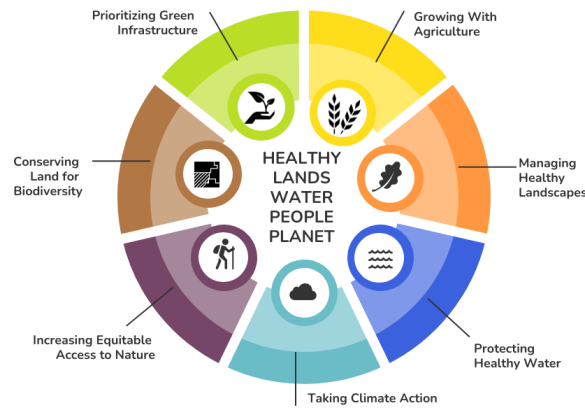 Prioritizing Green
Infrastructure
Growing With
Agriculture
Conserving
Land for
Biodiversity
HEALTHY
LANDS
WATER
PEOPLE
PLANET
Managing
Healthy
Landscapes
Increasing Equitable
Access to Nature
Protecting
Healthy Water
Taking Climate Action